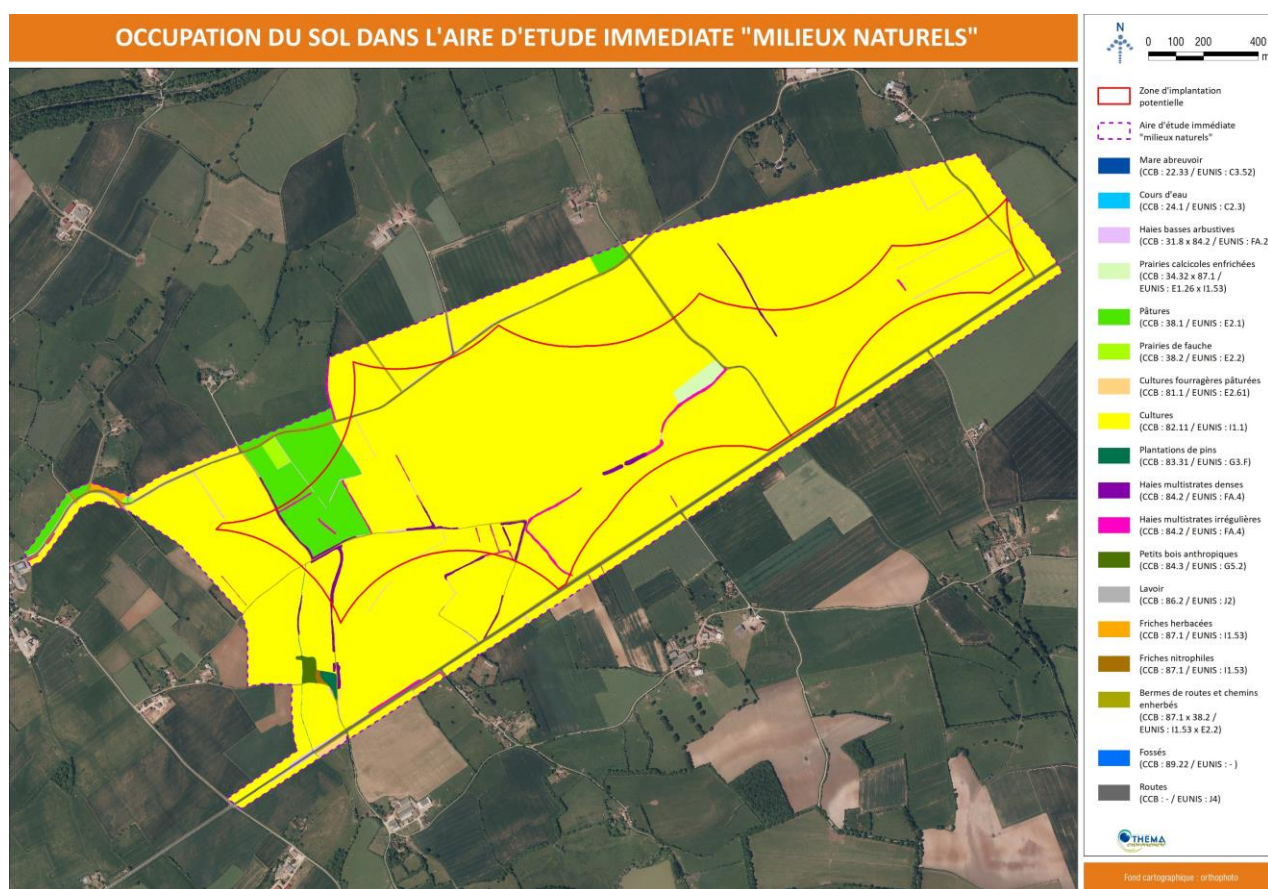 OCCUPATION DU SOL DANS L'AIRE D'ETUDE IMMEDIATE "MILIEUX NATURELS"
N
0 100 200 400
m
Zone d'implantation
potentielle
Aire d'étude immédiate
"milieux naturels"
Mare abreuvoir
(CCB : 22.33 / EUNIS : C3.52)
Cours d'eau
(CCB : 24.1 / EUNIS : C2.3)
Haies basses arbustives
(CCB : 31.8 x 84.2 / EUNIS : FA.2
Prairies calcicoles enfrichées
(CCB : 34.32 x 87.1 /
EUNIS : E1.26 x I1.53)
Pâtures
(CCB : 38.1 / EUNIS : E2.1)
Prairies de fauche
(CCB : 38.2 / EUNIS : E2.2)
Cultures fourragères pâturées
(CCB : 81.1 / EUNIS : E2.61)
Cultures
(CCB : 82.11 / EUNIS : I1.1)
Plantations de pins
(CCB : 83.31 / EUNIS : G3.F)
Haies multistrates denses
(CCB : 84.2 / EUNIS : FA.4)
Haies multistrates irrégulières
(CCB : 84.2 / EUNIS : FA.4)
Petits bois anthropiques
(CCB : 84.3 / EUNIS : G5.2)
Lavoir
(CCB : 86.2 / EUNIS : J2)
Friches herbacées
(CCB : 87.1 / EUNIS : I1.53)
Friches nitrophiles
(CCB : 87.1 / EUNIS : I1.53)
Bermes de routes et chemins
enherbés
(CCB : 87.1 x 38.2 /
EUNIS : I1.53 x E2.2)
Fossés
(CCB : 89.22 / EUNIS : - )
Routes
(CCB : - / EUNIS : J4)
THEMA
Fond cartographique : orthophoto